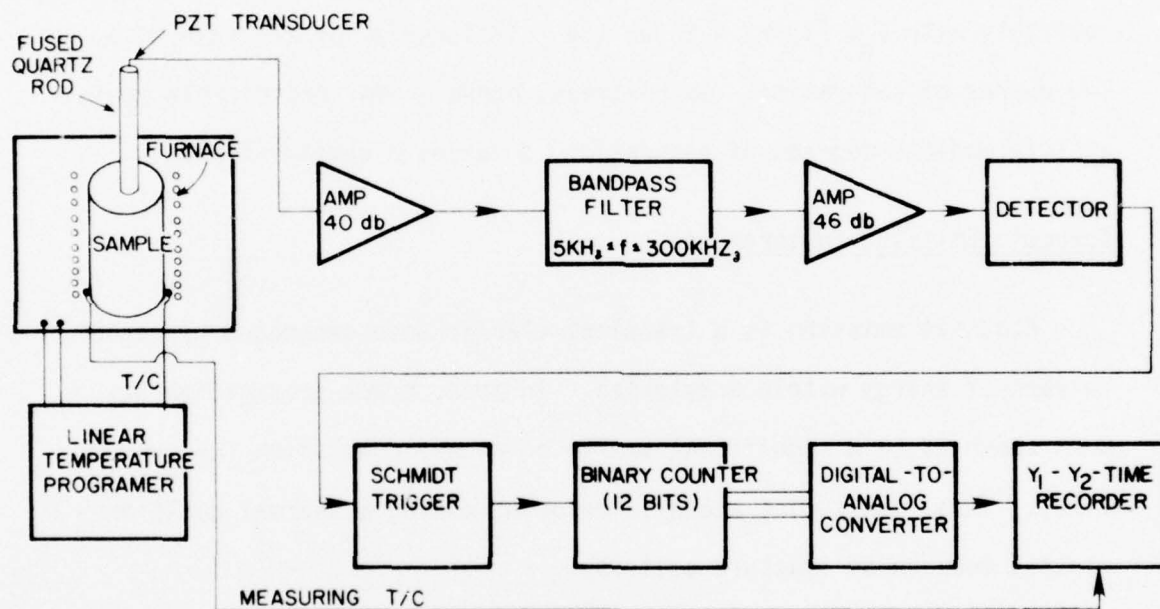 PZT TRANSDUCER
FUSED
QUARTZ
ROD
FURNACE
SAMPLE
AMP
40 db
BANDPASS
FILTER
5KH₃ ≤ f ≤ 300KHZ₃
AMP
46 db
DETECTOR
T/C
LINEAR
TEMPERATURE
PROGRAMER
SCHMIDT
TRIGGER
BINARY COUNTER
(12 BITS)
DIGITAL-TO-
ANALOG
CONVERTER
Y₁-Y₂-TIME
RECORDER
MEASURING T/C